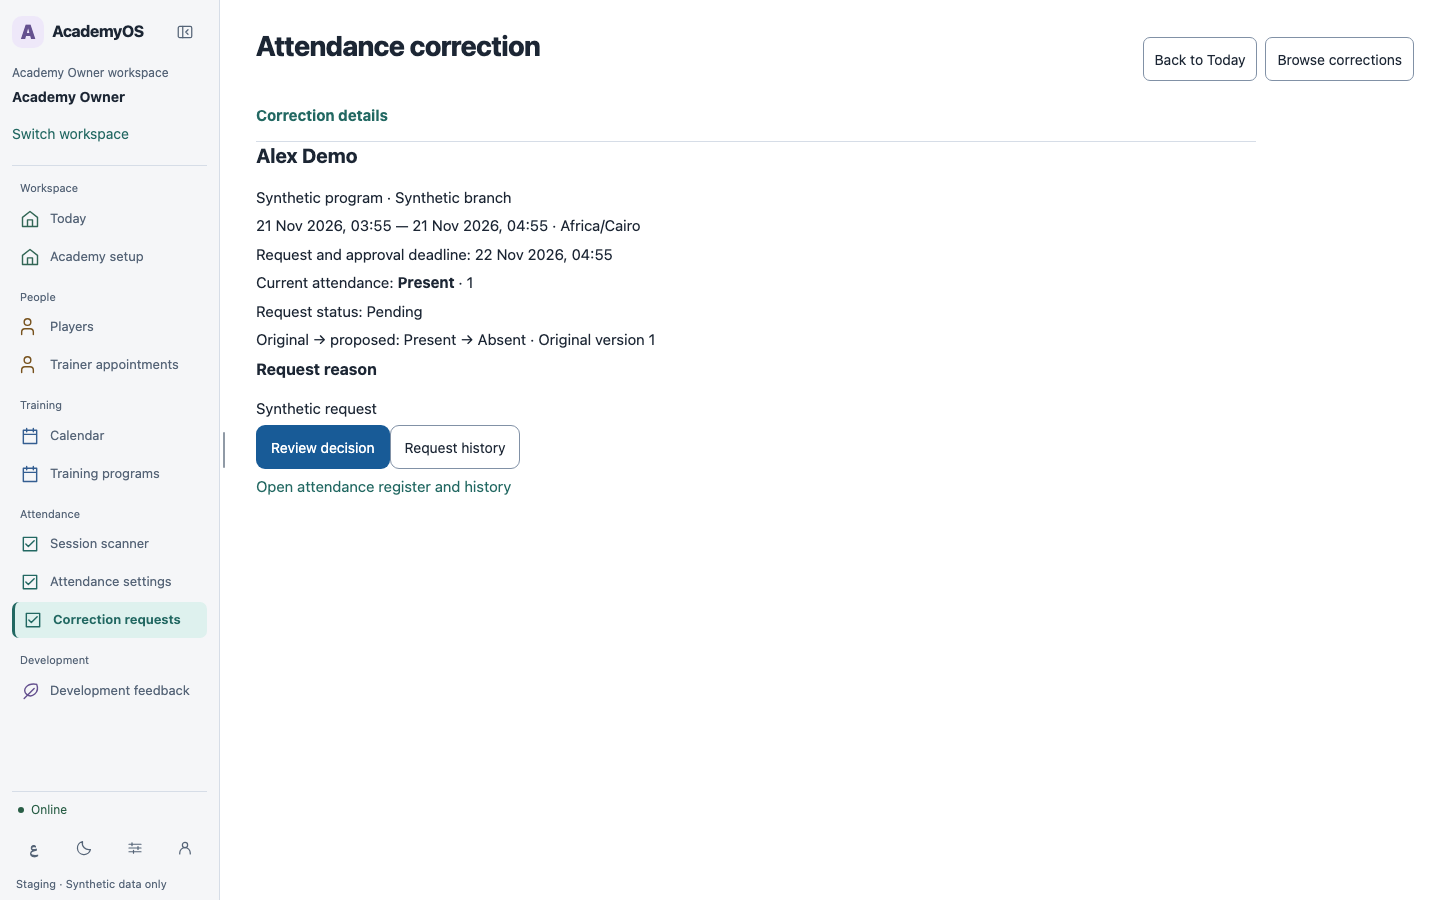 A AcademyOS
Academy Owner workspace
Academy Owner
Switch workspace
Workspace
Today
Academy setup
People
Players
Trainer appointments
Training
Calendar
Training programs
Attendance
Session scanner
Attendance settings
Correction requests
Development
Development feedback
Online
ع
Staging · Synthetic data only
Attendance correction
Back to Today
Browse corrections
Correction details
Alex Demo
Synthetic program · Synthetic branch
21 Nov 2026, 03:55 — 21 Nov 2026, 04:55 · Africa/Cairo
Request and approval deadline: 22 Nov 2026, 04:55
Current attendance: Present · 1
Request status: Pending
Original → proposed: Present → Absent · Original version 1
Request reason
Synthetic request
Review decision
Request history
Open attendance register and history